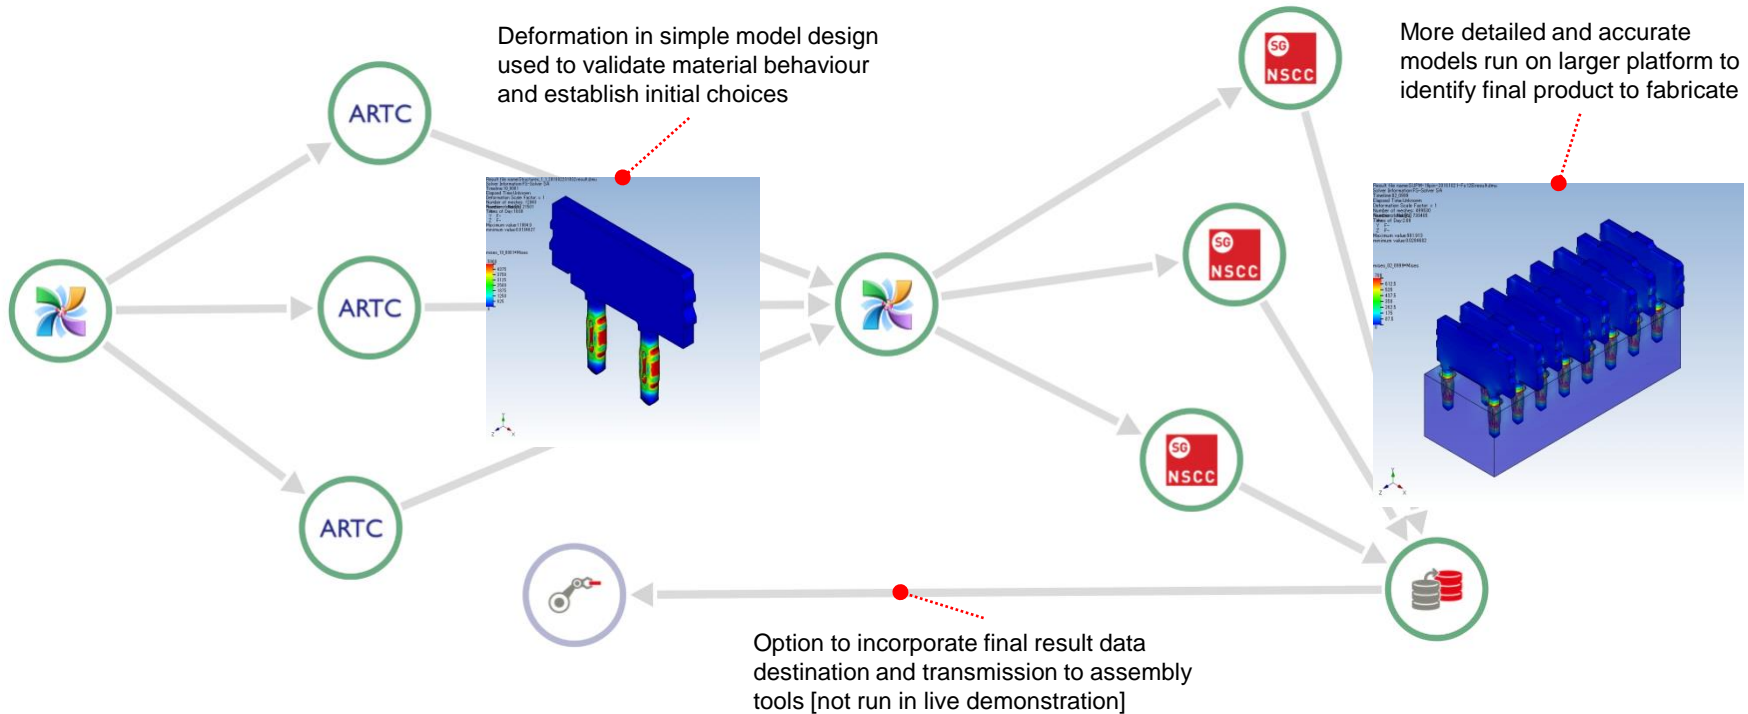 Deformation in simple model design
used to validate material behaviour
and establish initial choices
More detailed and accurate
models run on larger platform to
identify final product to fabricate
ARTC
ARTC
ARTC
SG
NSCC
SG
NSCC
SG
NSCC
Option to incorporate final result data
destination and transmission to assembly
tools [not run in live demonstration]